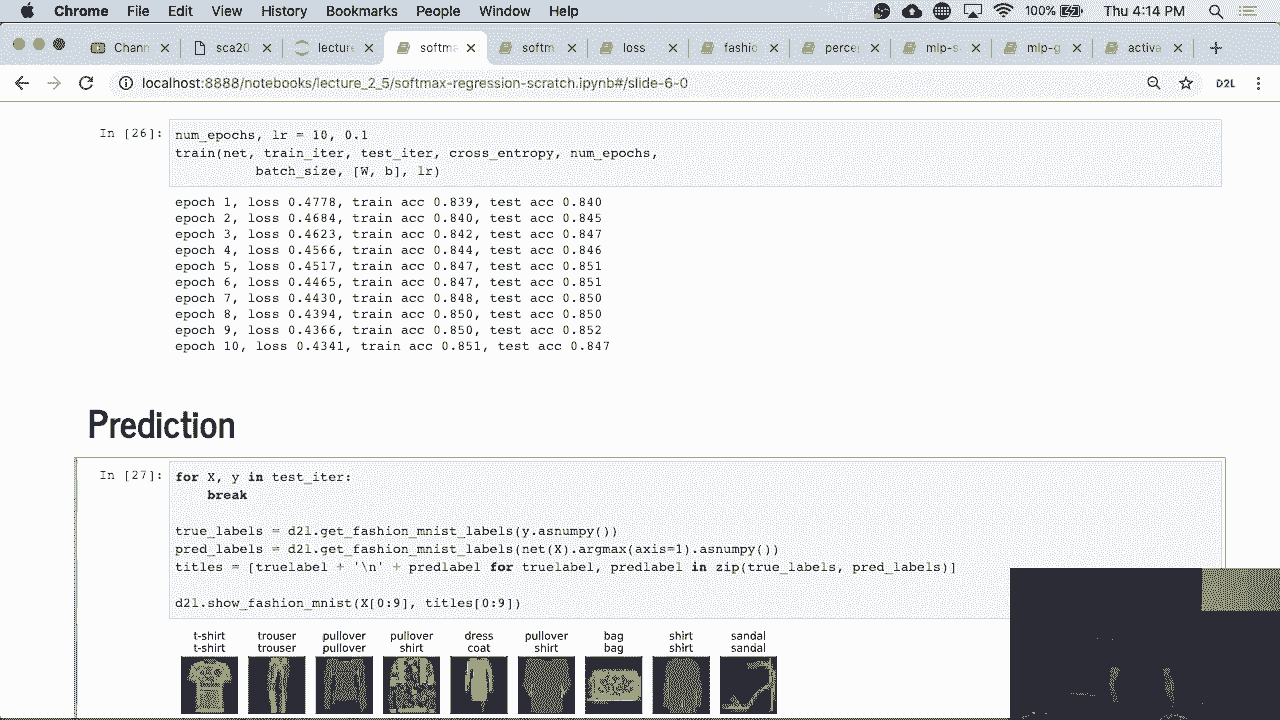 Chrome File Edit View History Bookmarks People Window Help 100% Thu 4:14 PM
Chann sca20 lecture softma softm loss fashio perce mlp-s mlp-g activa
localhost:8888/notebooks/lecture_2_5/softmax-regression-scratch.ipynb#/slide-6-0 D2L
In [26]: num_epochs, lr = 10, 0.1
train(net, train_iter, test_iter, cross_entropy, num_epochs,
batch_size, [W, b], lr)
epoch 1, loss 0.4778, train acc 0.839, test acc 0.840
epoch 2, loss 0.4684, train acc 0.840, test acc 0.845
epoch 3, loss 0.4623, train acc 0.842, test acc 0.847
epoch 4, loss 0.4566, train acc 0.844, test acc 0.846
epoch 5, loss 0.4517, train acc 0.847, test acc 0.851
epoch 6, loss 0.4465, train acc 0.847, test acc 0.851
epoch 7, loss 0.4430, train acc 0.848, test acc 0.850
epoch 8, loss 0.4394, train acc 0.850, test acc 0.850
epoch 9, loss 0.4366, train acc 0.850, test acc 0.852
epoch 10, loss 0.4341, train acc 0.851, test acc 0.847
Prediction
In [27]: for X, y in test_iter:
break
true_labels = d2l.get_fashion_mnist_labels(y.asnumpy())
pred_labels = d2l.get_fashion_mnist_labels(net(X).argmax(axis=1).asnumpy())
titles = [truelabel + '\n' + predlabel for truelabel, predlabel in zip(true_labels, pred_labels)]
d2l.show_fashion_mnist(X[0:9], titles[0:9])
t-shirt trouser pullover pullover dress pullover bag shirt sandal
t-shirt trouser pullover shirt coat shirt bag shirt sandal